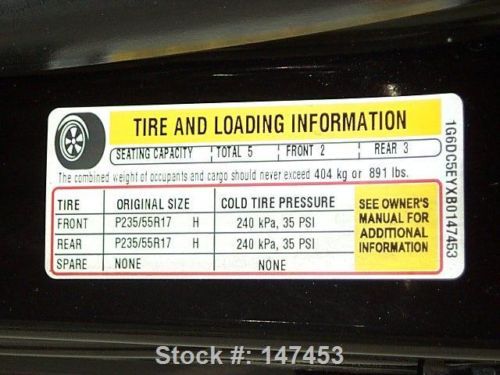 TIRE AND LOADING INFORMATION
SEATING CAPACITY TOTAL 5 FRONT 2 REAR 3
The combined weight of occupants and cargo should never exceed 404 kg or 891 lbs.
TIRE ORIGINAL SIZE COLD TIRE PRESSURE
FRONT P235/55R17 H 240 kPa, 35 PSI
REAR P235/55R17 H 240 kPa, 35 PSI
SPARE NONE NONE
SEE OWNER'S
MANUAL FOR
ADDITIONAL
INFORMATION
1G6DC5EYXB0147453
Stock #: 147453